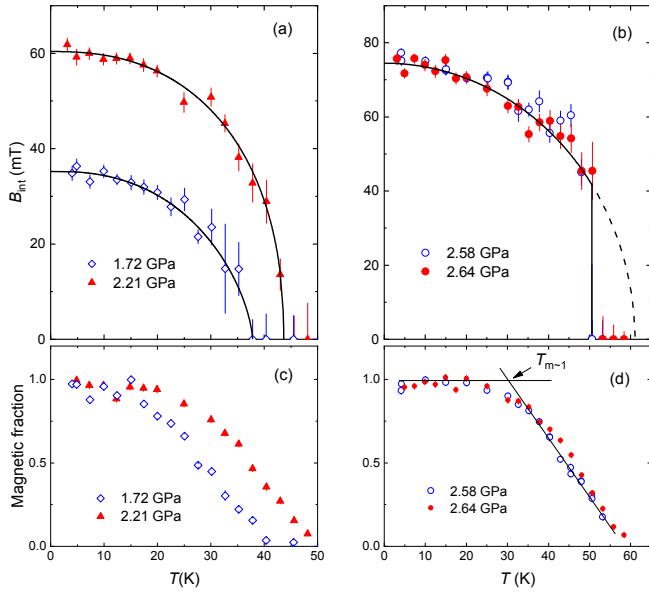 (a)
(b)
60
40
20
0
B_int (mT)
1.72 GPa
2.21 GPa
80
60
40
20
0
2.58 GPa
2.64 GPa
(c)
(d)
T_m~1
1.0
0.5
0.0
Magnetic fraction
1.72 GPa
2.21 GPa
1.0
0.5
0.0
2.58 GPa
2.64 GPa
0 10 20 30 40 50
0 10 20 30 40 50 60
T(K)
T (K)